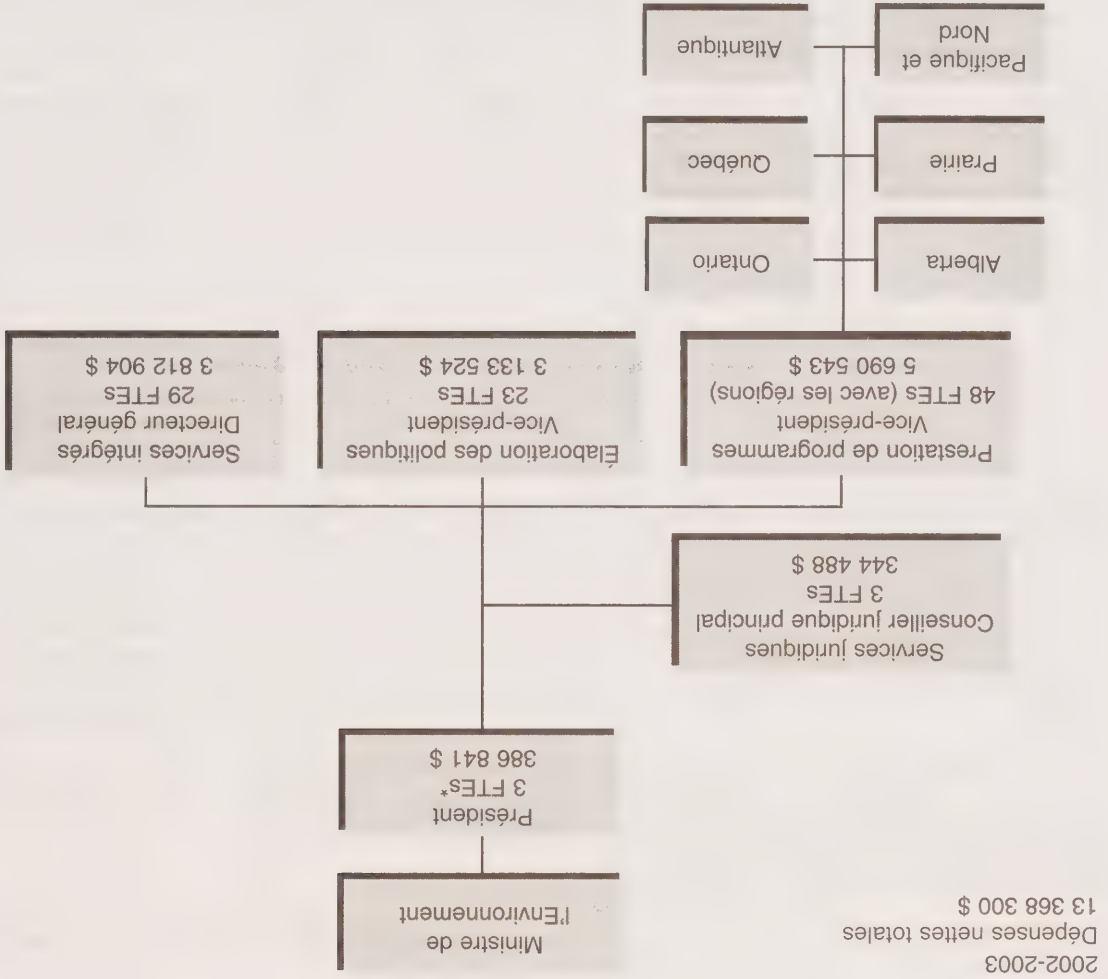 2002-2003
Dépenses nettes totales
13 368 300 $
Ministre de
l'Environnement
Président
3 FTEs*
386 841 $
Services juridiques
Conseiller juridique principal
3 FTEs
344 488 $
Services intégrés
Directeur général
29 FTEs
3 812 904 $
Élaboration des politiques
Vice-président
23 FTEs
3 133 524 $
Prestation de programmes
Vice-président
48 FTEs (avec les régions)
5 690 543 $
Ontario
Alberta
Québec
Prairie
Atlantique
Pacifique et
Nord